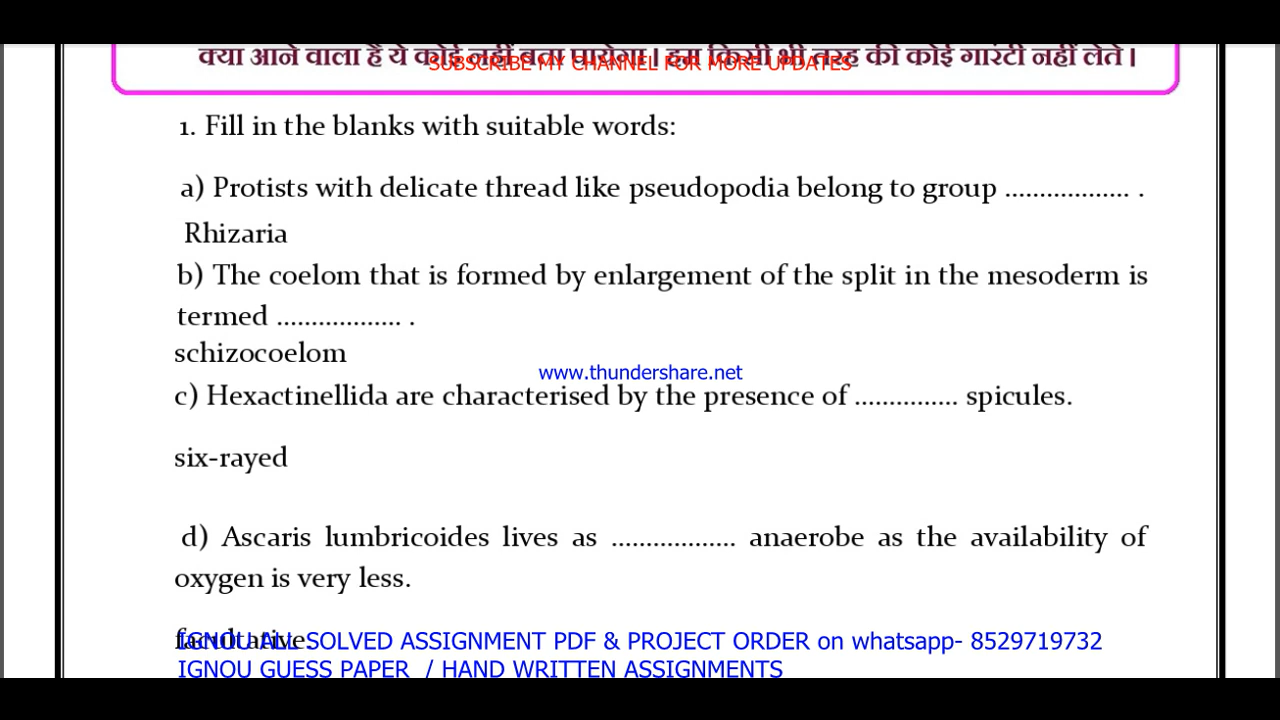 क्या आने वाला है ये कोई नहीं बता पायेगा। हम किसी भी तरह की कोई गारंटी नहीं लेते।
SUBSCRIBE MY CHANNEL FOR MORE UPDATES
1. Fill in the blanks with suitable words:
a) Protists with delicate thread like pseudopodia belong to group .................. .
Rhizaria
b) The coelom that is formed by enlargement of the split in the mesoderm is
termed .................. .
schizocoelom
www.thundershare.net
c) Hexactinellida are characterised by the presence of ............... spicules.
six-rayed
d) Ascaris lumbricoides lives as .................. anaerobe as the availability of
oxygen is very less.
facultative.
IGNOU ALL SOLVED ASSIGNMENT PDF & PROJECT ORDER on whatsapp- 8529719732
IGNOU GUESS PAPER / HAND WRITTEN ASSIGNMENTS